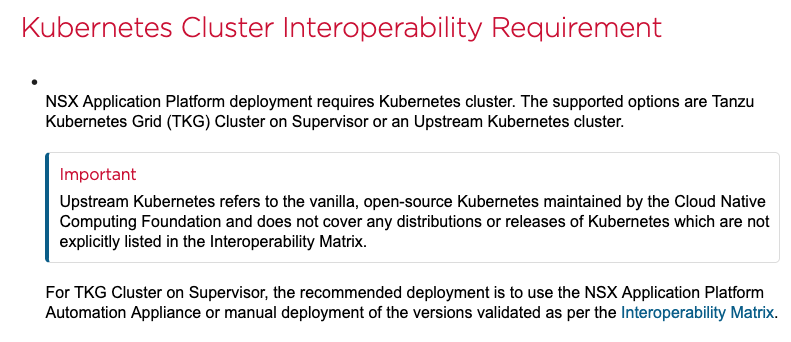 Kubernetes Cluster Interoperability Requirement
NSX Application Platform deployment requires Kubernetes cluster. The supported options are Tanzu
Kubernetes Grid (TKG) Cluster on Supervisor or an Upstream Kubernetes cluster.
Important
Upstream Kubernetes refers to the vanilla, open-source Kubernetes maintained by the Cloud Native
Computing Foundation and does not cover any distributions or releases of Kubernetes which are not
explicitly listed in the Interoperability Matrix.
For TKG Cluster on Supervisor, the recommended deployment is to use the NSX Application Platform
Automation Appliance or manual deployment of the versions validated as per the Interoperability Matrix.